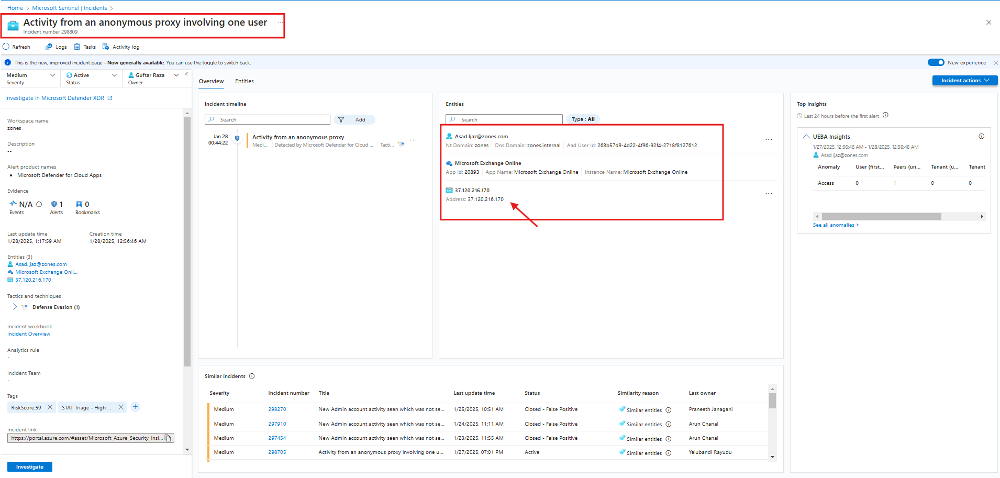 Home > Microsoft Sentinel | Incidents >
Activity from an anonymous proxy involving one user ...
Incident number 298809
Refresh
Logs
Tasks
Activity log
This is the new, improved incident page - Now generally available. You can use the toggle to switch back.
New experience
Medium
Severity
Active
Status
Guftar Raza
Owner
«
Overview
Entities
Incident actions
Investigate in Microsoft Defender XDR
Workspace name
zones
Description
--
Alert product names
• Microsoft Defender for Cloud Apps
Evidence
N/A
Events
1
Alerts
0
Bookmarks
Last update time
1/28/2025, 1:17:59 AM
Creation time
1/28/2025, 12:56:46 AM
Entities (3)
Asad.Ijaz@zones.com
Microsoft Exchange Onli...
37.120.216.170
Tactics and techniques
Defense Evasion (1)
Incident workbook
Incident Overview
Analytics rule
-
Incident Team
-
Tags
RiskScore:59
STAT Triage - High ...
Incident link
https://portal.azure.com/#asset/Microsoft_Azure_Security_Insi...
Investigate
Incident timeline
Search
Add
Jan 28
00:44:22
Activity from an anonymous proxy
Medi...
Detected by Microsoft Defender for Cloud ...
Tacti...
...
Entities
Search
Type : All
Asad.Ijaz@zones.com
Nt Domain: zones
Dns Domain: zones.internal
Aad User Id: 268b57d9-4d22-4f96-92f4-2718f8127612
...
Microsoft Exchange Online
App Id: 20893
App Name: Microsoft Exchange Online
Instance Name: Microsoft Exchange Online
37.120.216.170
Address: 37.120.216.170
...
Top insights
Last 24 hours before the first alert
UEBA Insights
1/27/2025, 12:56:46 AM - 1/28/2025, 12:56:46 AM
Asad.Ijaz@zones.com
Anomaly User (first... Peers (un... Tenant (u... Tenant
Access 0 1 0 0
See all anomalies >
Similar incidents
Severity Incident number Title Last update time Status Similarity reason Last owner
Medium 298270 New Admin account activity seen which was not se... 1/25/2025, 10:51 AM Closed - False Positive Similar entities Praneeth Janagani
Medium 297910 New Admin account activity seen which was not se... 1/24/2025, 11:11 AM Closed - False Positive Similar entities Arun Chanal
Medium 297454 New Admin account activity seen which was not se... 1/23/2025, 11:55 AM Closed - False Positive Similar entities Arun Chanal
Medium 298705 Activity from an anonymous proxy involving one u... 1/27/2025, 07:01 PM Active Similar entities Yelubandi Rayudu